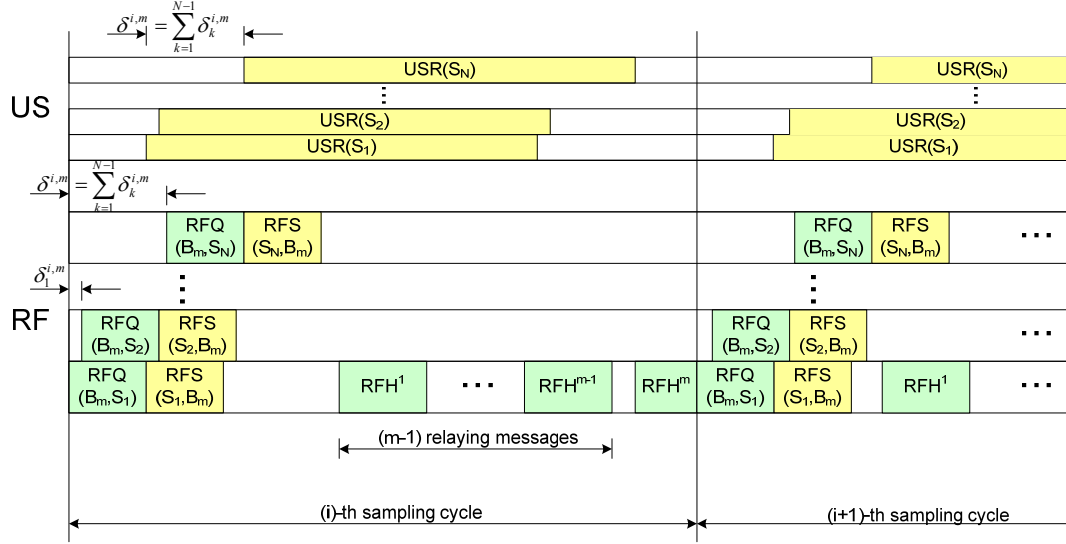 δ^{i,m} = \sum_{k=1}^{N-1} δ_k^{i,m}
USR(S_N) USR(S_N)
⋮ ⋮
US
USR(S_2) USR(S_2)
USR(S_1) USR(S_1)
δ^{i,m} = \sum_{k=1}^{N-1} δ_k^{i,m}
RFQ RFS RFQ RFS
(B_m,S_N) (S_N,B_m) (B_m,S_N) (S_N,B_m) ...
δ_1^{i,m} ⋮ ⋮
RF
RFQ RFS RFQ RFS
(B_m,S_2) (S_2,B_m) (B_m,S_2) (S_2,B_m) ...
RFQ RFS RFH^1 ... RFH^{m-1} RFH^m RFQ RFS RFH^1 ...
(B_m,S_1) (S_1,B_m) (B_m,S_1) (S_1,B_m)
(m-1) relaying messages
(i)-th sampling cycle (i+1)-th sampling cycle